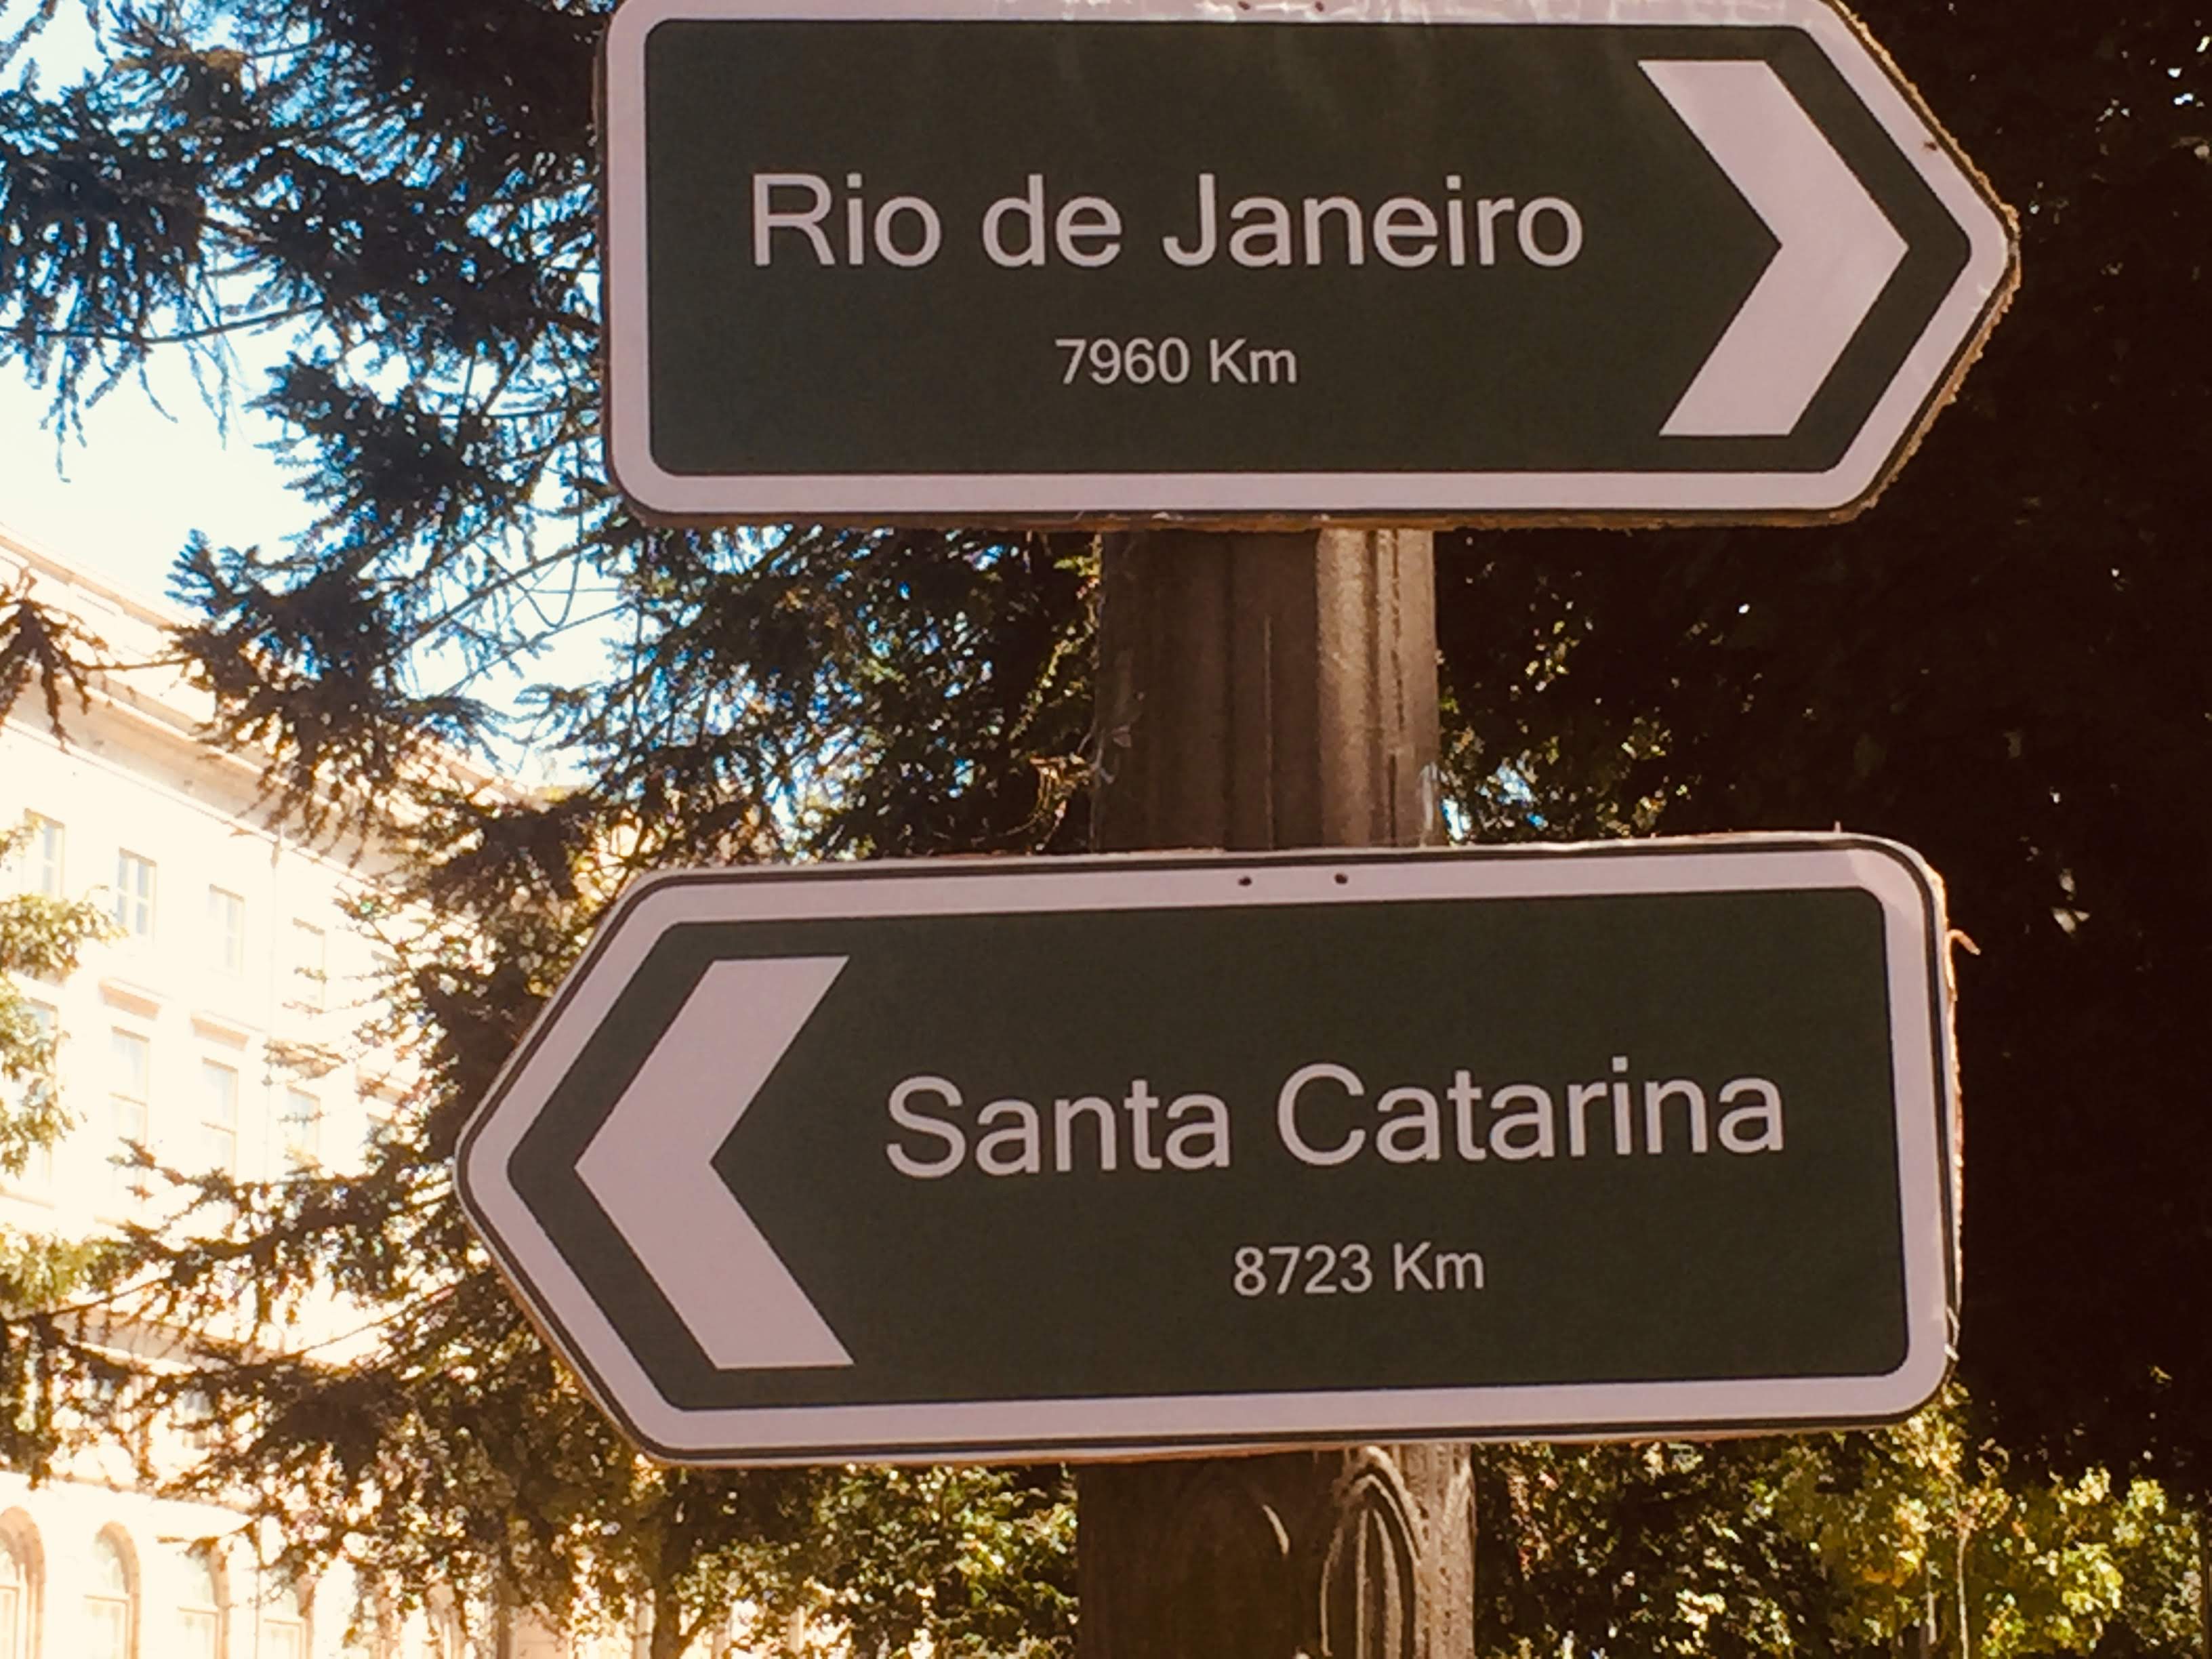 Rio de Janeiro
7960 Km
Santa Catarina
8723 Km